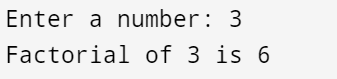 Enter a number: 3
Factorial of 3 is 6